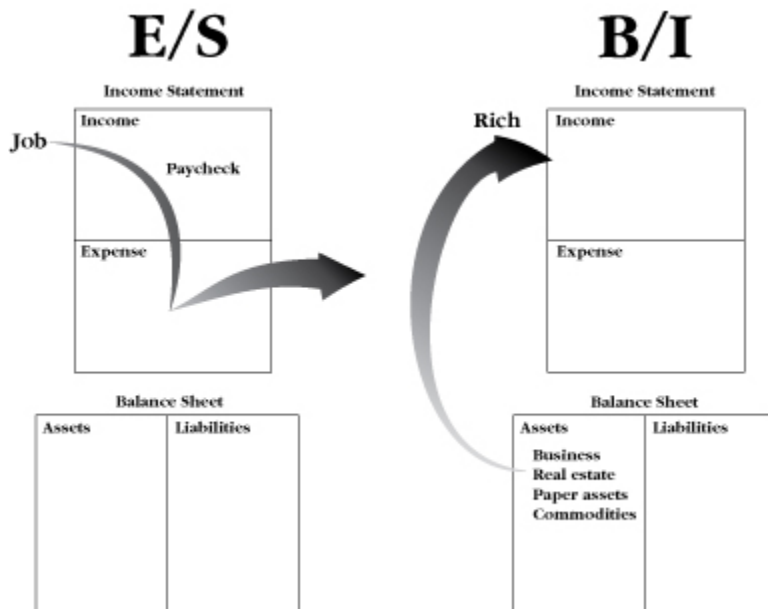 E/S
Income Statement
Income
Job
Paycheck
Expense
Balance Sheet
Assets
Liabilities
B/I
Income Statement
Rich
Income
Expense
Balance Sheet
Assets
Liabilities
Business
Real estate
Paper assets
Commodities